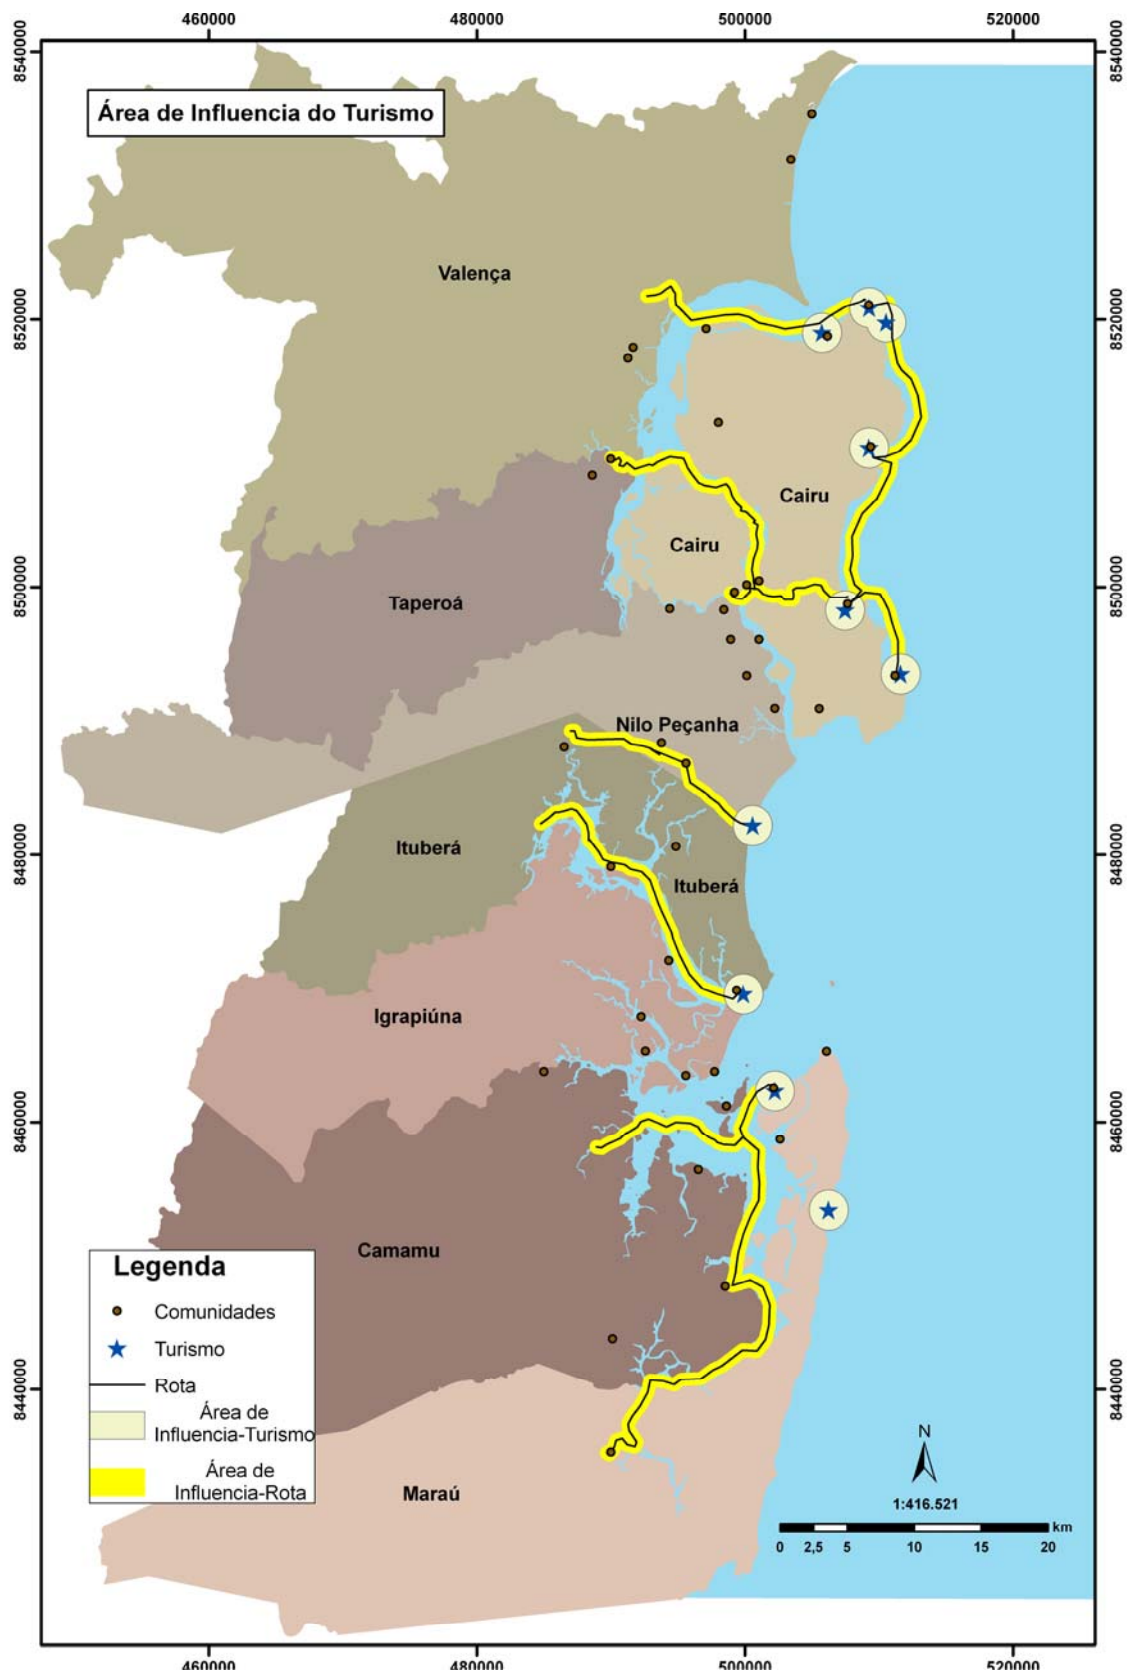 460000 480000 500000 520000
8540000 8540000
Área de Influencia do Turismo
Valença
8520000 8520000
Cairu
Cairu
8500000 8500000
Taperoá
Nilo Peçanha
Ituberá
8480000 8480000
Ituberá
Igrapiúna
8460000 8460000
Camamu
Legenda
Comunidades
Turismo
Rota
8440000 8440000
Área de
Influencia-Turismo
Área de
Influencia-Rota
Maraú
N
1:416.521
km
0 2,5 5 10 15 20
460000 480000 500000 520000